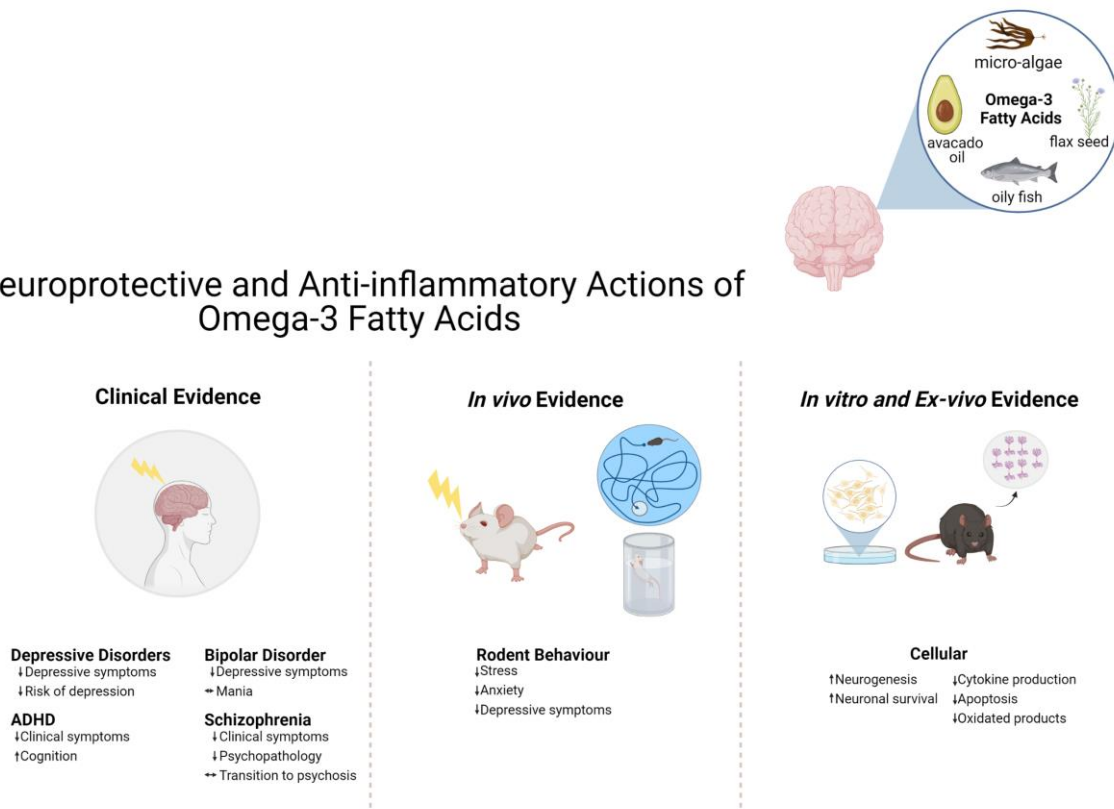 micro-algae
Omega-3
Fatty Acids
avacado
oil
flax seed
oily fish
europrotective and Anti-inflammatory Actions of
Omega-3 Fatty Acids
Clinical Evidence
Depressive Disorders
↓Depressive symptoms
↓Risk of depression
ADHD
↓Clinical symptoms
↑Cognition
Bipolar Disorder
↓Depressive symptoms
↔Mania
Schizophrenia
↓Clinical symptoms
↓Psychopathology
↔Transition to psychosis
In vivo Evidence
Rodent Behaviour
↓Stress
↓Anxiety
↓Depressive symptoms
In vitro and Ex-vivo Evidence
Cellular
↑Neurogenesis
↑Neuronal survival
↓Cytokine production
↓Apoptosis
↓Oxidated products